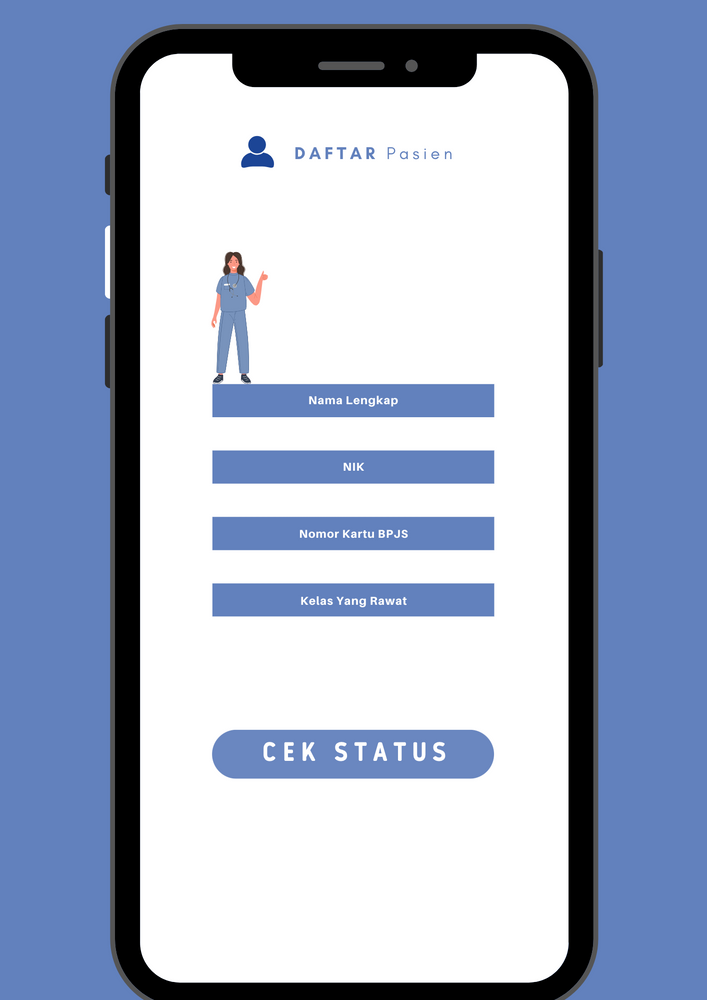 DAFTAR Pasien
Nama Lengkap
NIK
Nomor Kartu BPJS
Kelas Yang Rawat
CEK STATUS